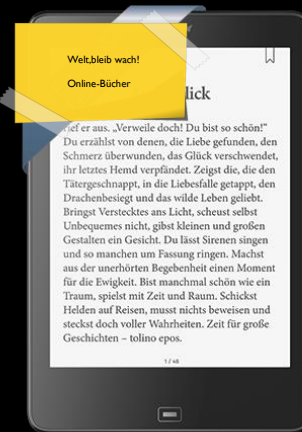 Welt,bleib wach!
Online-Bücher
lick
rief er aus. „Verweile doch! Du bist so schön!“
Du erzählst von denen, die Liebe gefunden, den
Schmerz überwunden, das Glück verschwendet,
ihr letztes Hemd verpfändet. Zeigst die, die den
Tätergeschnappt, in die Liebesfalle getappt, den
Drachenbesiegt und das wilde Leben geliebt.
Bringst Verstecktes ans Licht, scheust selbst
Unbequemes nicht, gibst kleinen und großen
Gestalten ein Gesicht. Du lässt Sirenen singen
und so manchen um Fassung ringen. Machst
aus der unerhörten Begebenheit einen Moment
für die Ewigkeit. Bist manchmal schön wie ein
Traum, spielst mit Zeit und Raum. Schickst
Helden auf Reisen, musst nichts beweisen und
steckst doch voller Wahrheiten. Zeit für große
Geschichten – tolino epos.
1 / 48